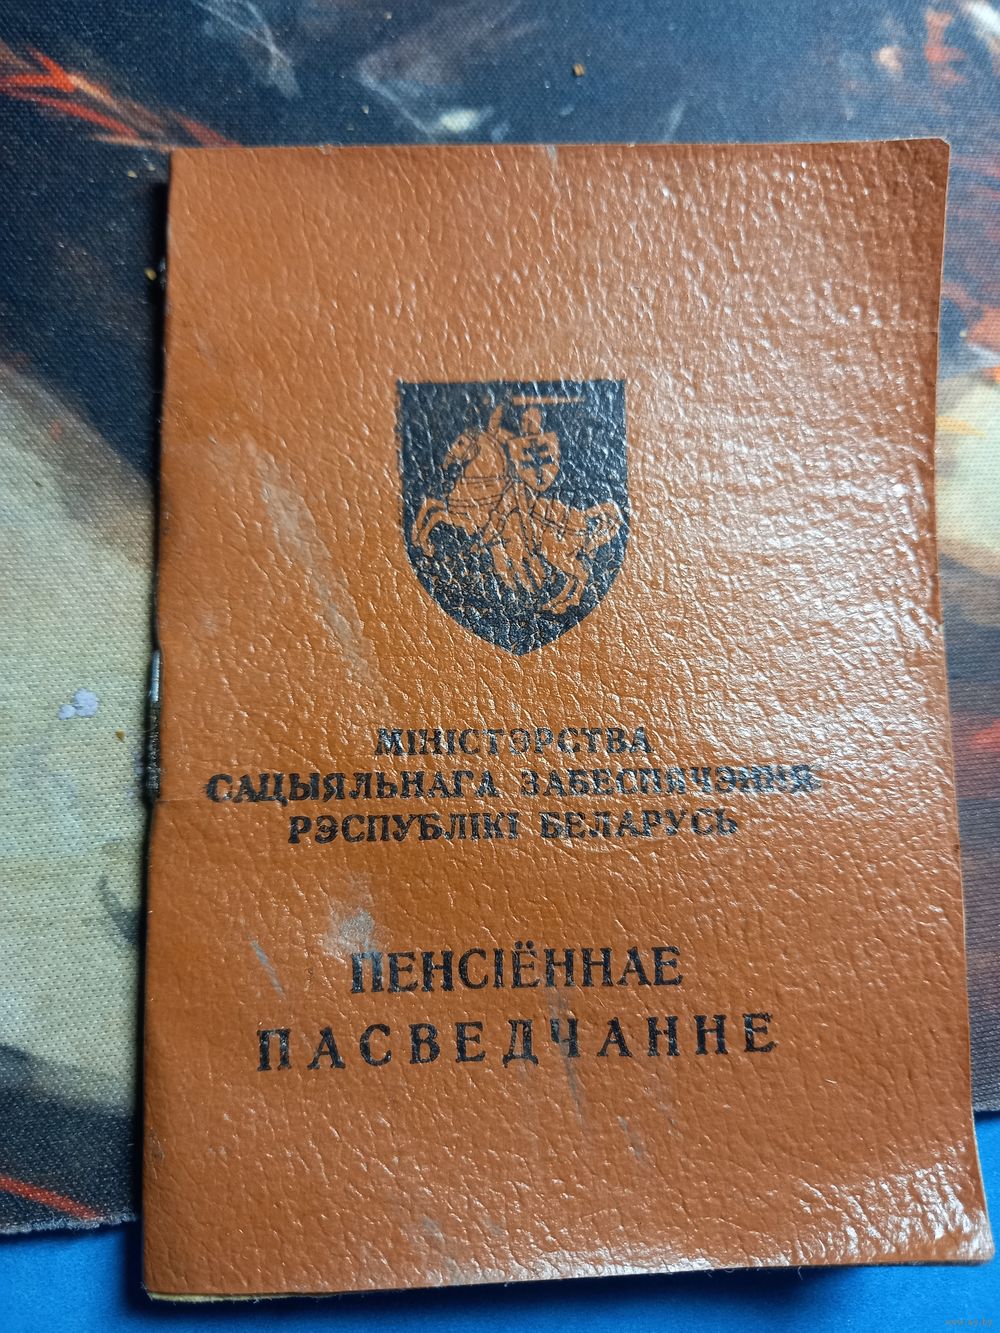 МІНІСТЭРСТВА
САЦЫЯЛЬНАГА ЗАБЕСПЯЧЭННЯ
РЭСПУБЛІКІ БЕЛАРУСЬ
ПЕНСІЁННАЕ
ПАСВЕДЧАННЕ